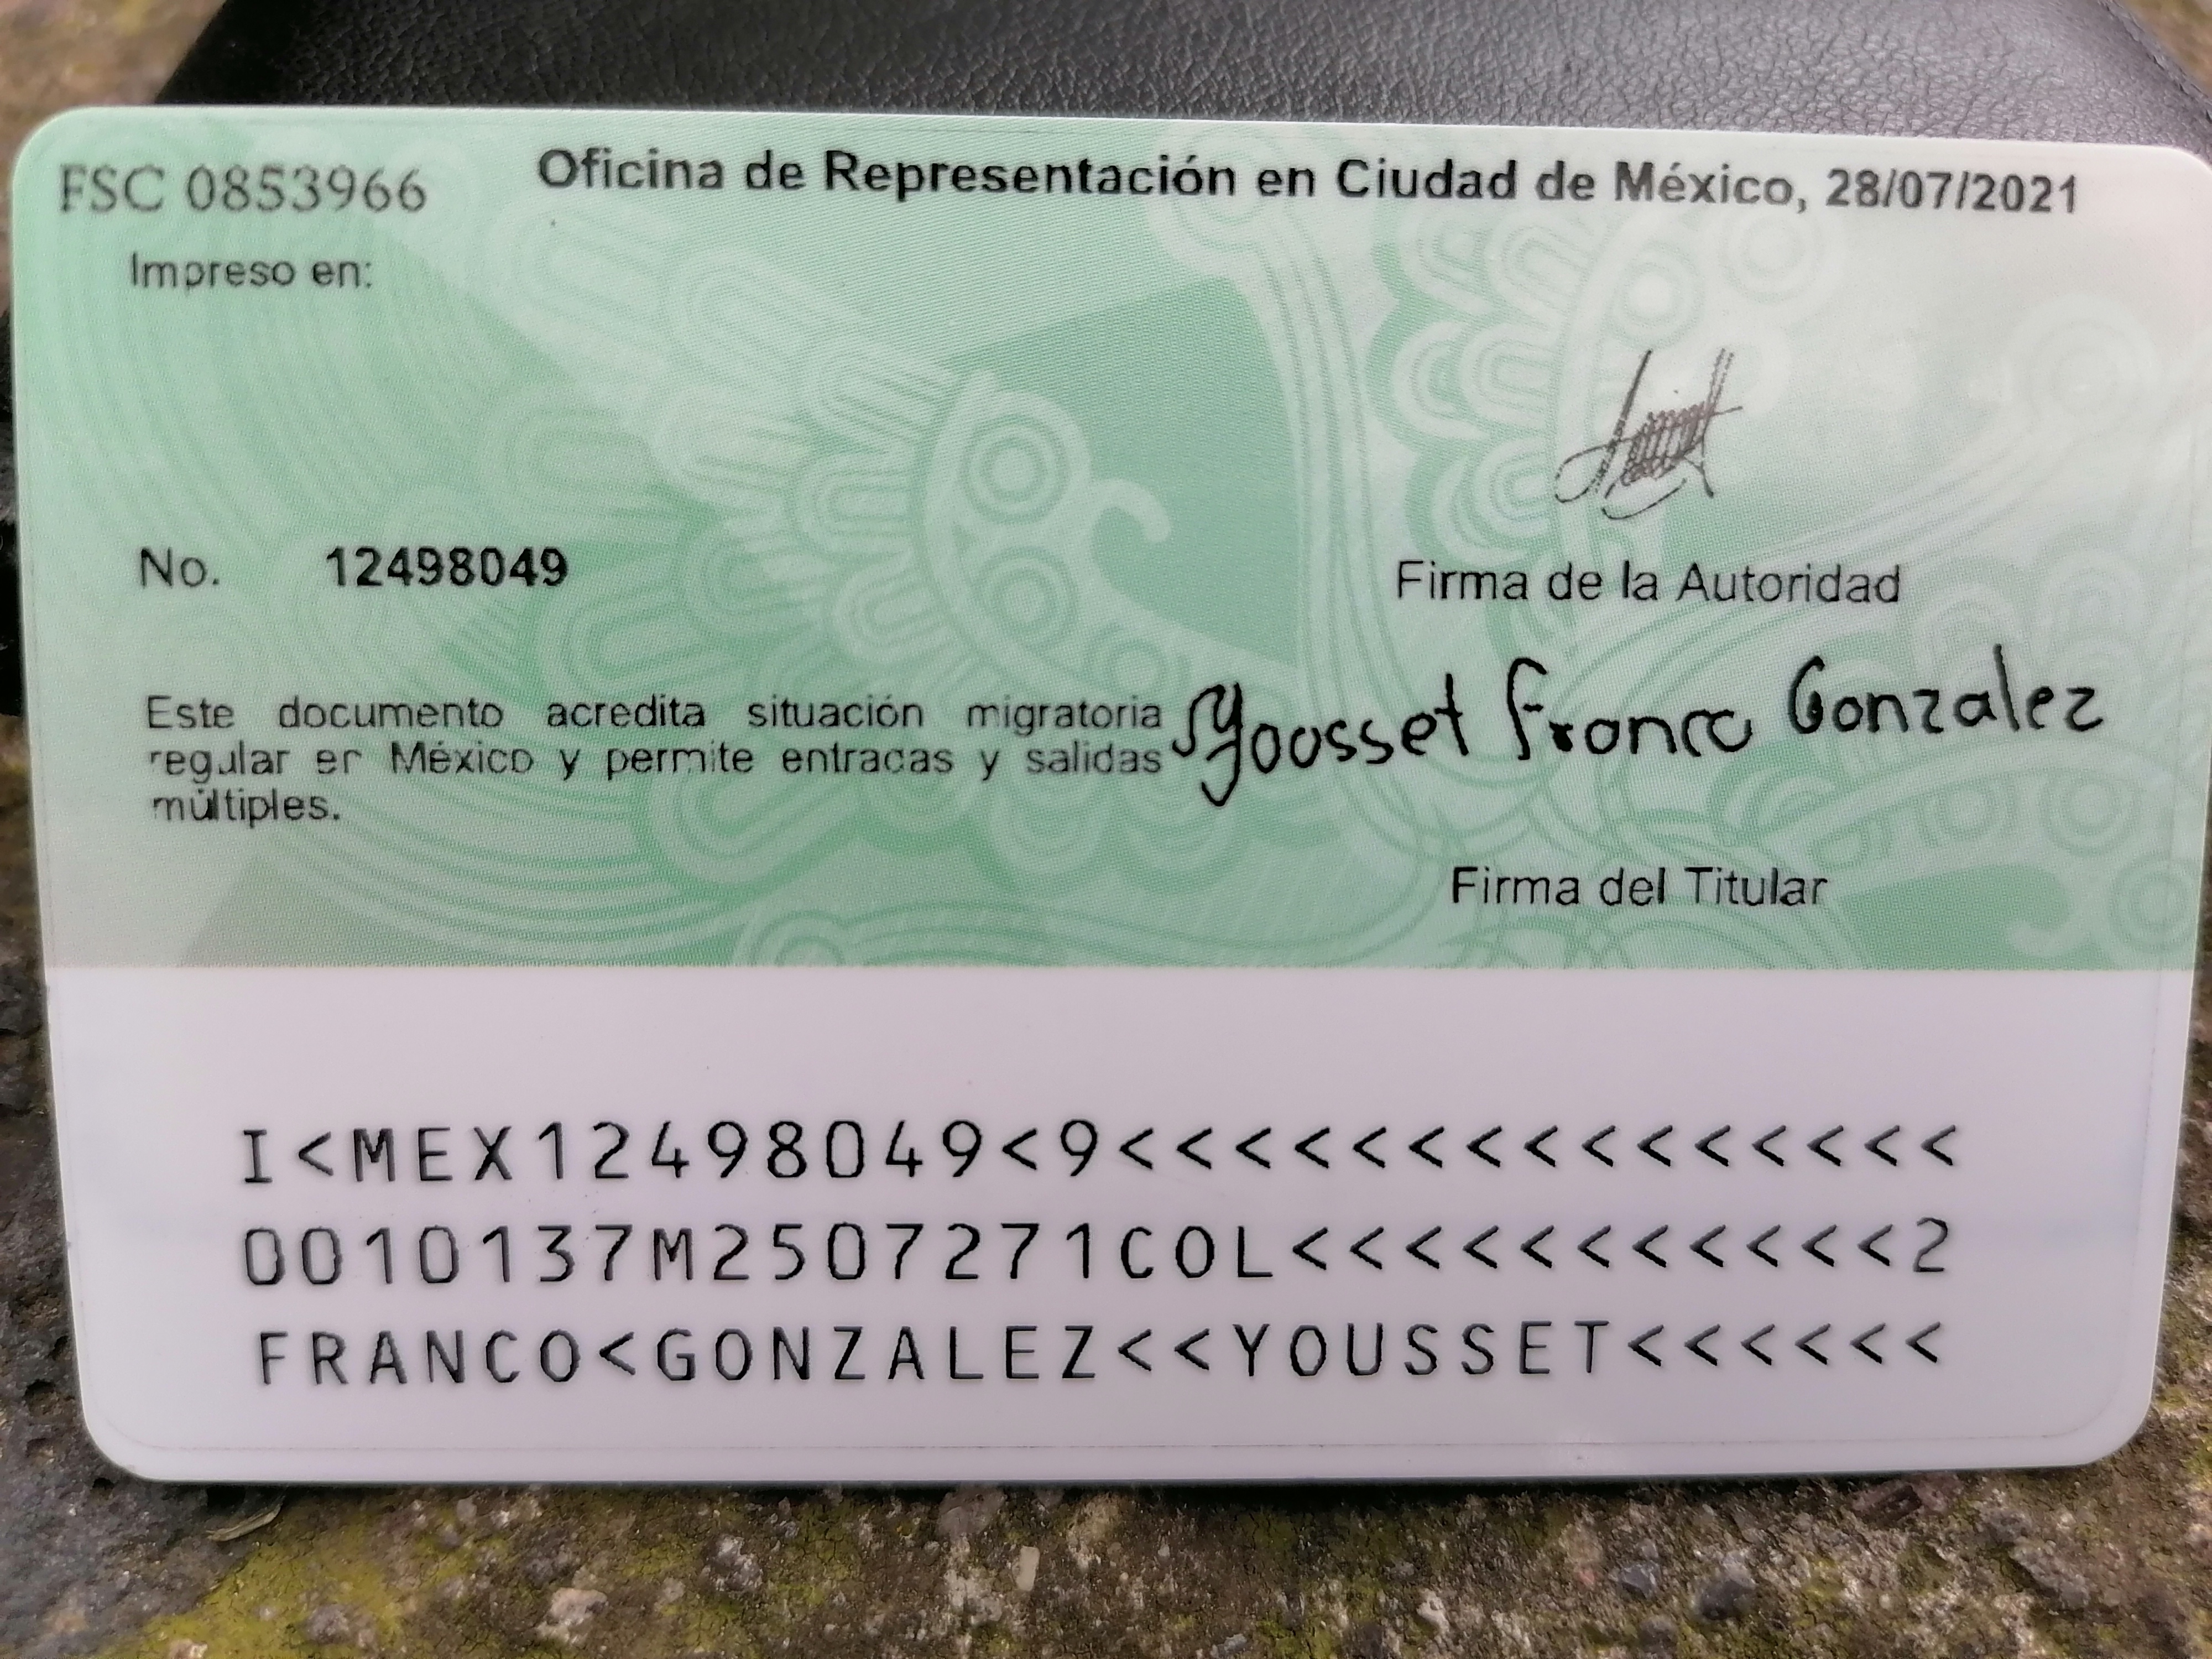 FSC 0853966 Oficina de Representación en Ciudad de México, 28/07/2021
Impreso en:
No. 12498049
Firma de la Autoridad
Este documento acredita situación migratoria
regular en México y permite entradas y salidas
múltiples.
Yousset Franco Gonzalez
Firma del Titular
I<MEX12498049<9<<<<<<<<<<<<<<<
0010137M2507271COL<<<<<<<<<<<2
FRANCO<GONZALEZ<<YOUSSET<<<<<<